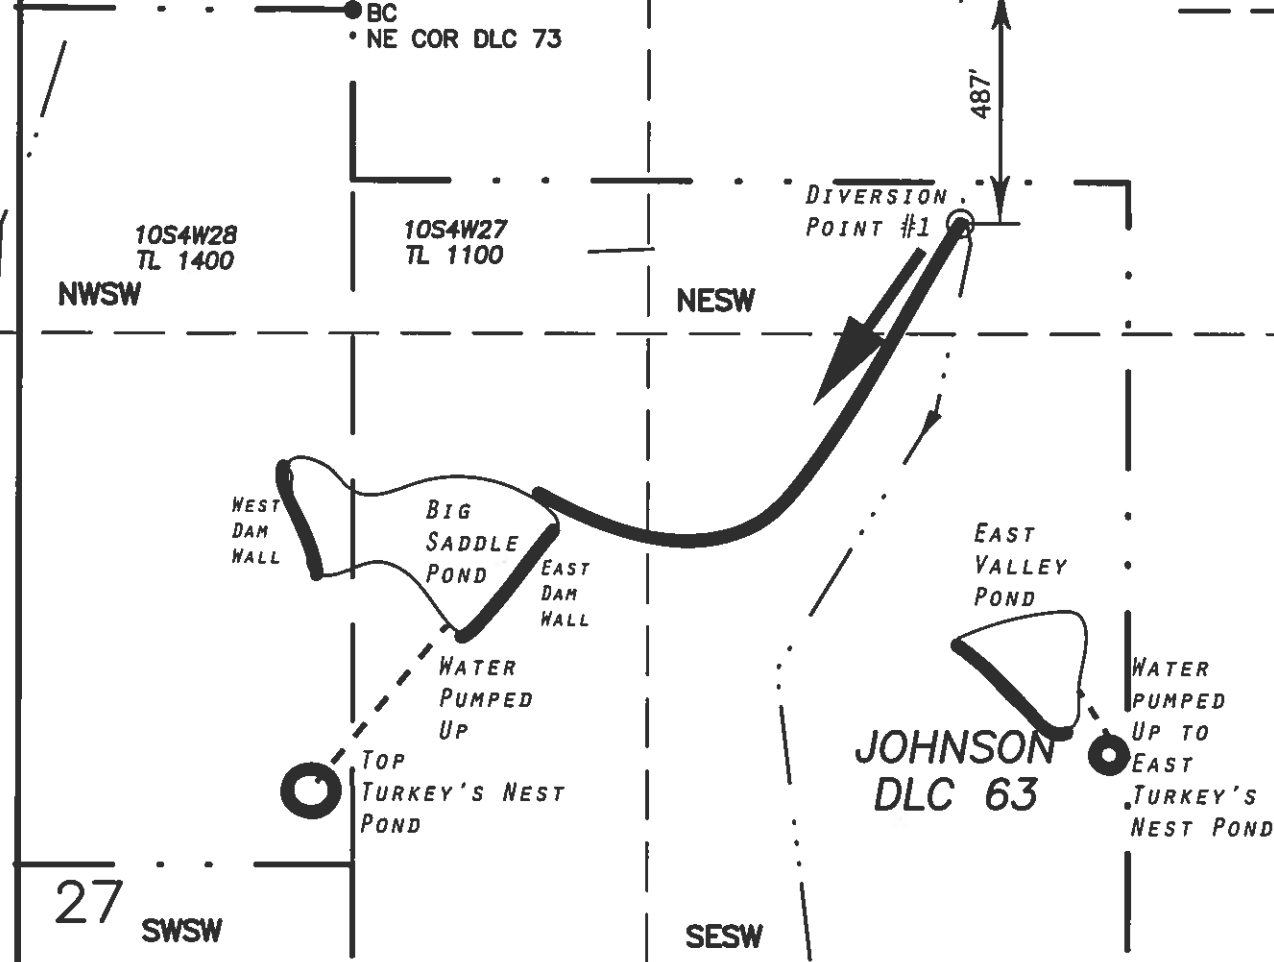 BC
NE COR DLC 73
487'
DIVERSION
POINT #1
10S4W28
TL 1400
10S4W27
TL 1100
NWSW
NESW
WEST
DAM
WALL
BIG
SADDLE
POND
EAST
DAM
WALL
EAST
VALLEY
POND
WATER
PUMPED
UP
WATER
PUMPED
UP TO
EAST
TURKEY'S
NEST POND
JOHNSON
DLC 63
TOP
TURKEY'S NEST
POND
27
SWSW
SESW